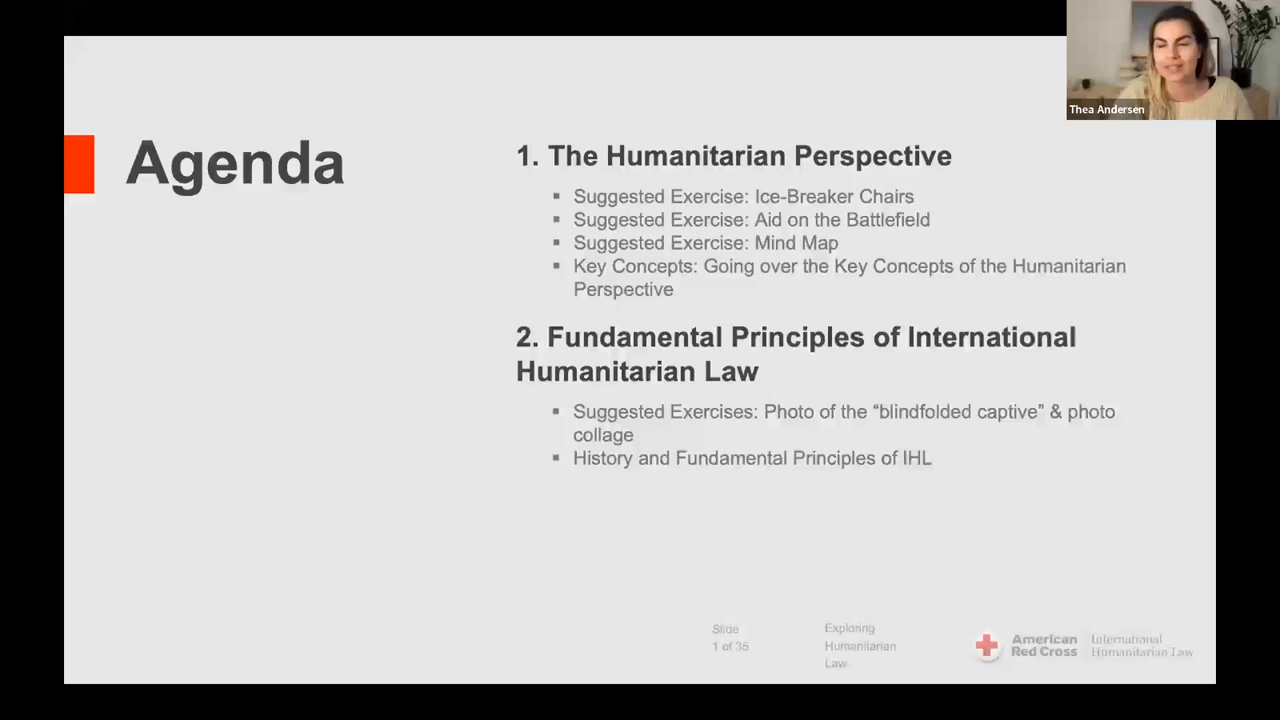 Thea Andersen
Agenda
1. The Humanitarian Perspective
▪ Suggested Exercise: Ice-Breaker Chairs
▪ Suggested Exercise: Aid on the Battlefield
▪ Suggested Exercise: Mind Map
▪ Key Concepts: Going over the Key Concepts of the Humanitarian
Perspective
2. Fundamental Principles of International
Humanitarian Law
▪ Suggested Exercises: Photo of the “blindfolded captive” & photo
collage
▪ History and Fundamental Principles of IHL
Slide
1 of 35
Exploring
Humanitarian
Law
American
Red Cross
International
Humanitarian Law